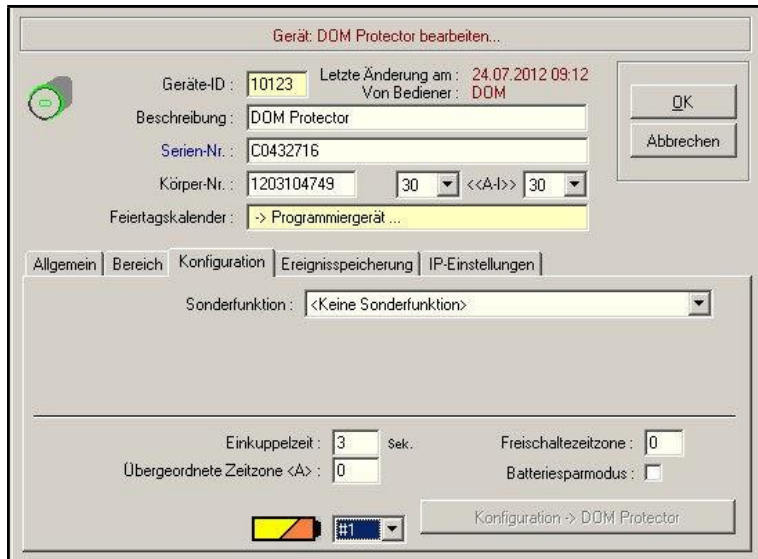 Gerät: DOM Protector bearbeiten...
Geräte-ID : 10123 Letzte Änderung am : 24.07.2012 09:12
Von Bediener : DOM
OK
Beschreibung : DOM Protector
Abbrechen
Serien-Nr. : C0432716
Körper-Nr. : 1203104749 30 <<A-I>> 30
Feiertagskalender : -> Programmiergerät ...
Allgemein Bereich Konfiguration Ereignisspeicherung IP-Einstellungen
Sonderfunktion : <Keine Sonderfunktion>
Einkuppelzeit : 3 Sek. Freischaltezeitzone : 0
Übergeordnete Zeitzone <A> : 0 Batteriesparmodus :
#1 Konfiguration -> DOM Protector